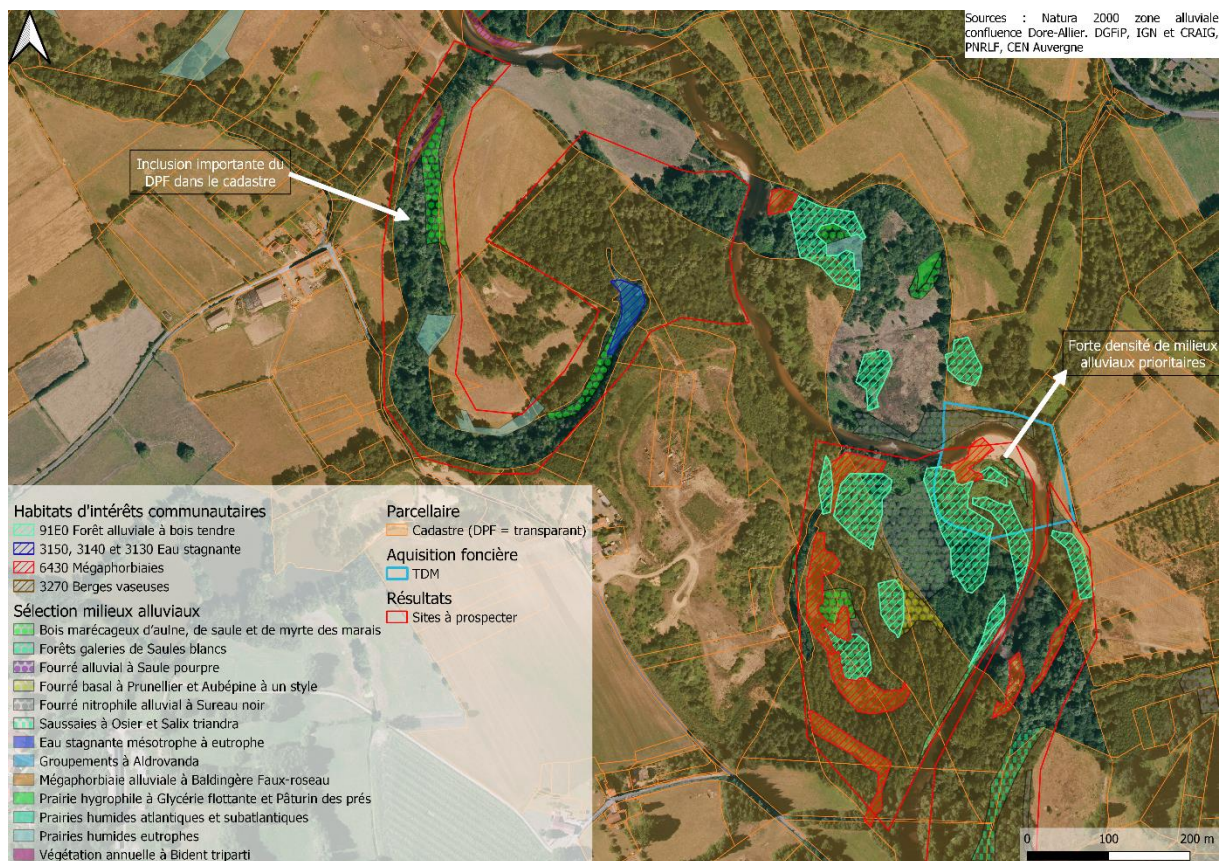 Sources : Natura 2000 zone alluviale
confluence Dore-Allier. DGFiP, IGN et CRAIG,
PNRLF, CEN Auvergne
Inclusion importante du
DPF dans le cadastre
Forte densité de milieux
alluviaux prioritaires
Habitats d'intérêts communautaires
91E0 Forêt alluviale à bois tendre
3150, 3140 et 3130 Eau stagnante
6430 Mégaphorbiaies
3270 Berges vaseuses
Sélection milieux alluviaux
Bois marécageux d'aulne, de saule et de myrte des marais
Forêts galeries de Saules blancs
Fourré alluvial à Saule pourpre
Fourré basal à Prunellier et Aubépine à un style
Fourré nitrophile alluvial à Sureau noir
Saussaies à Osier et Salix triandra
Eau stagnante mésotrophe à eutrophe
Groupements à Aldrovanda
Mégaphorbiaie alluviale à Baldingère Faux-roseau
Prairie hygrophile à Glycérie flottante et Pâturin des prés
Prairies humides atlantiques et subatlantiques
Prairies humides eutrophes
Végétation annuelle à Bident triparti
Parcellaire
Cadastre (DPF = transparant)
Aquisition foncière
TDM
Résultats
Sites à prospecter
0 100 200 m